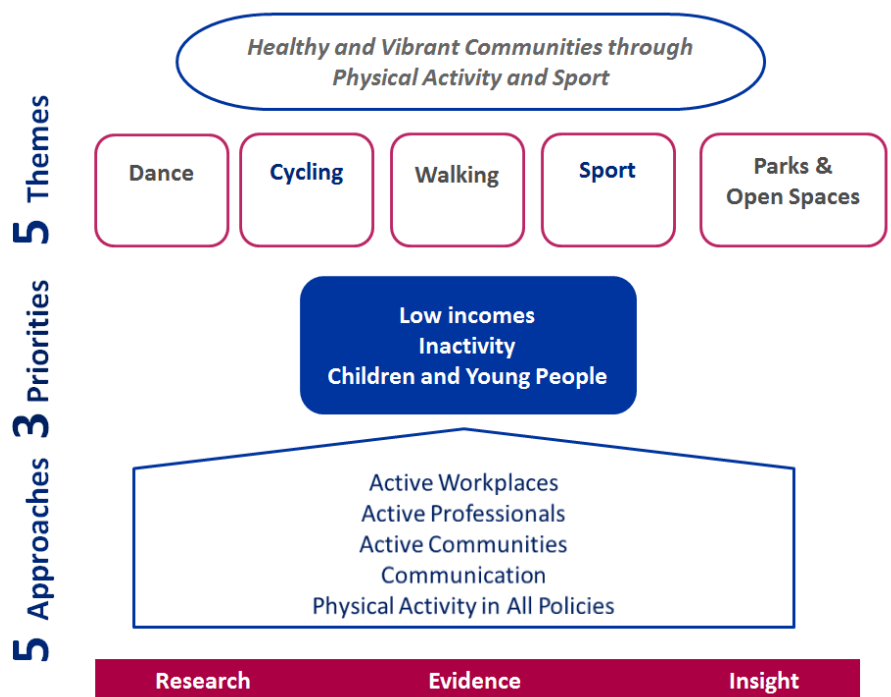 Healthy and Vibrant Communities through
Physical Activity and Sport
5 Themes
Dance
Cycling
Walking
Sport
Parks &
Open Spaces
3 Priorities
Low incomes
Inactivity
Children and Young People
5 Approaches
Active Workplaces
Active Professionals
Active Communities
Communication
Physical Activity in All Policies
Research Evidence Insight